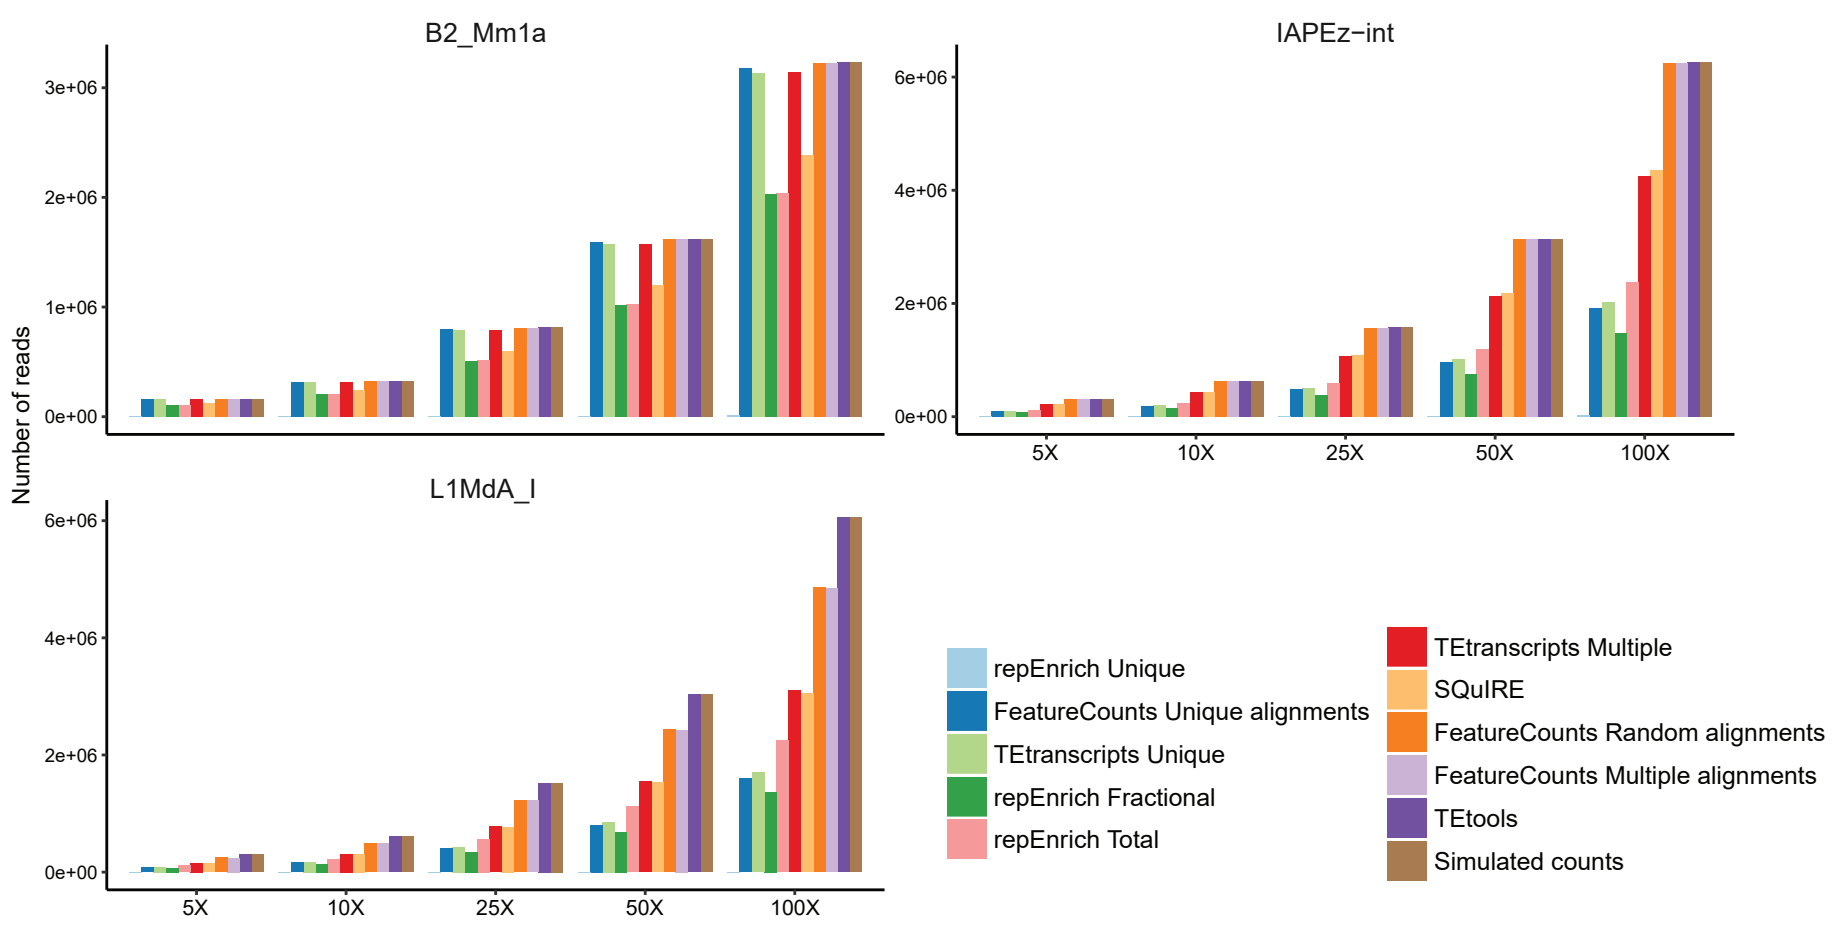 B2_Mm1a
3e+06
2e+06
1e+06
0e+00
IAPEz−int
6e+06
4e+06
2e+06
0e+00
5X 10X 25X 50X 100X
Number of reads
L1MdA_I
6e+06
4e+06
2e+06
0e+00
5X 10X 25X 50X 100X
repEnrich Unique
FeatureCounts Unique alignments
TEtranscripts Unique
repEnrich Fractional
repEnrich Total
TEtranscripts Multiple
SQuIRE
FeatureCounts Random alignments
FeatureCounts Multiple alignments
TEtools
Simulated counts